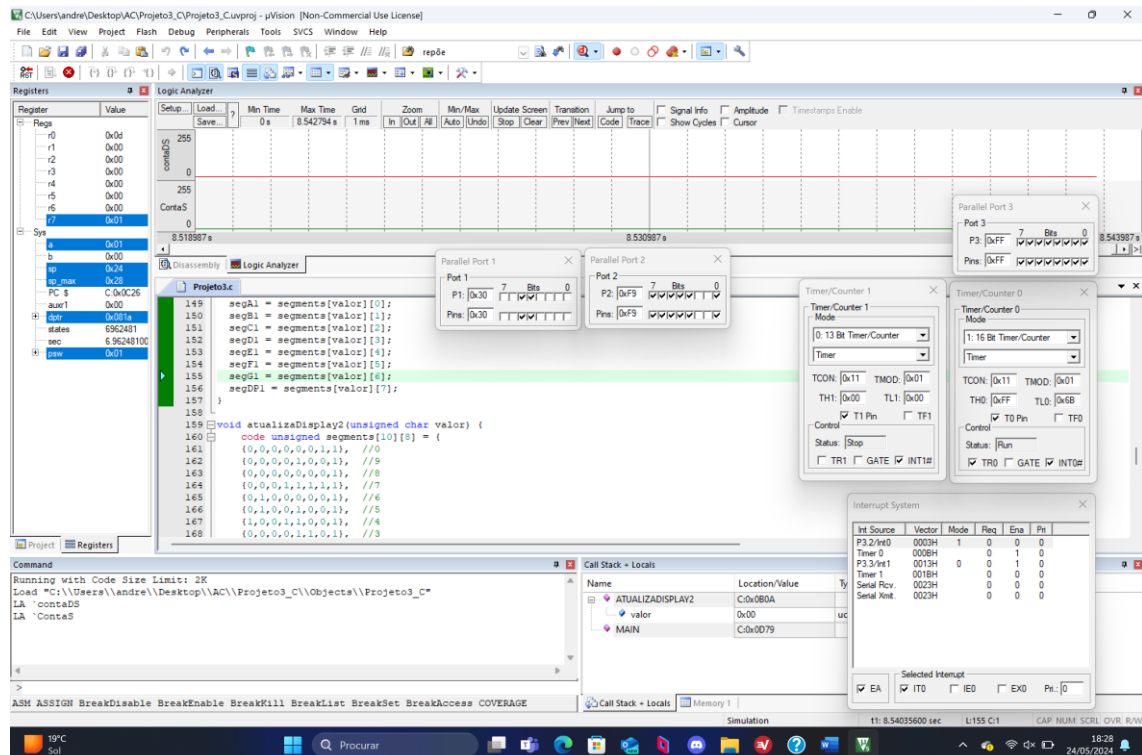 C:\Users\andre\Desktop\AC\Projeto3_C\Projeto3_C.uvproj - µVision [Non-Commercial Use License]
File Edit View Project Flash Debug Peripherals Tools SVCS Window Help
repõe
RST
Registers
Register Value
Regs
r0 0x0d
r1 0x00
r2 0x00
r3 0x00
r4 0x00
r5 0x00
r6 0x00
r7 0x01
Sys
a 0x01
b 0x00
sp 0x24
sp_max 0x28
PC $ C:0x0C26
aux1 0x00
dptr 0x081a
states 6962481
sec 6.96248100
psw 0x01
Project Registers
Logic Analyzer
Setup... Load... ? Min Time Max Time Grid Zoom Min/Max Update Screen Transition Jump to Signal Info Amplitude Timestamps Enable
Save... 0 s 8.542794 s 1 ms In Out All Auto Undo Stop Clear Prev Next Code Trace Show Cycles Cursor
contaDS
255
0
ContaS
255
0
8.518987 s 8.530987 s 8.543987 s
Disassembly Logic Analyzer
Projeto3.c
149 segA1 = segments[valor][0];
150 segB1 = segments[valor][1];
151 segC1 = segments[valor][2];
152 segD1 = segments[valor][3];
153 segE1 = segments[valor][4];
154 segF1 = segments[valor][5];
155 segG1 = segments[valor][6];
156 segDP1 = segments[valor][7];
157 }
158
159 void atualizaDisplay2(unsigned char valor) {
160 code unsigned segments[10][8] = {
161 {0,0,0,0,0,0,1,1}, //0
162 {0,0,0,0,1,0,0,1}, //9
163 {0,0,0,0,0,0,0,1}, //8
164 {0,0,0,1,1,1,1,1}, //7
165 {0,1,0,0,0,0,0,1}, //6
166 {0,1,0,0,1,0,0,1}, //5
167 {1,0,0,1,1,0,0,1}, //4
168 {0,0,0,0,1,1,0,1}, //3
Parallel Port 1
Port 1
7 Bits 0
P1: 0x30
Pins: 0x30
Parallel Port 2
Port 2
7 Bits 0
P2: 0xF9
Pins: 0xF9
Parallel Port 3
Port 3
7 Bits 0
P3: 0xFF
Pins: 0xFF
Timer/Counter 1
Timer/Counter 1
Mode
0: 13 Bit Timer/Counter
Timer
TCON: 0x11 TMOD: 0x01
TH1: 0x00 TL1: 0x00
T1 Pin TF1
Control
Status: Stop
TR1 GATE INT1#
Timer/Counter 0
Timer/Counter 0
Mode
1: 16 Bit Timer/Counter
Timer
TCON: 0x11 TMOD: 0x01
TH0: 0xFF TL0: 0x6B
T0 Pin TF0
Control
Status: Run
TR0 GATE INT0#
Interrupt System
Int Source Vector Mode Req Ena Pri
P3.2/Int0 0003H 1 0 0 0
Timer 0 000BH 0 1 0
P3.3/Int1 0013H 0 0 1 0
Timer 1 001BH 0 0 0
Serial Rcv. 0023H 0 0 0
Serial Xmit. 0023H 0 0 0
Selected Interrupt
EA IT0 IE0 EX0 Pri.: 0
Command
Running with Code Size Limit: 2K
Load "C:\\Users\\andre\\Desktop\\AC\\Projeto3_C\\Objects\\Projeto3_C"
LA `contaDS
LA `ContaS
>
ASM ASSIGN BreakDisable BreakEnable BreakKill BreakList BreakSet BreakAccess COVERAGE
Call Stack + Locals
Name Location/Value
ATUALIZADISPLAY2 C:0x0B0A
valor 0x00 uc
MAIN C:0x0D79
Call Stack + Locals Memory 1
Simulation t1: 8.54035600 sec L:155 C:1 CAP NUM SCRL OVR R/W
19°C
Sol
Procurar
18:28
24/05/2024